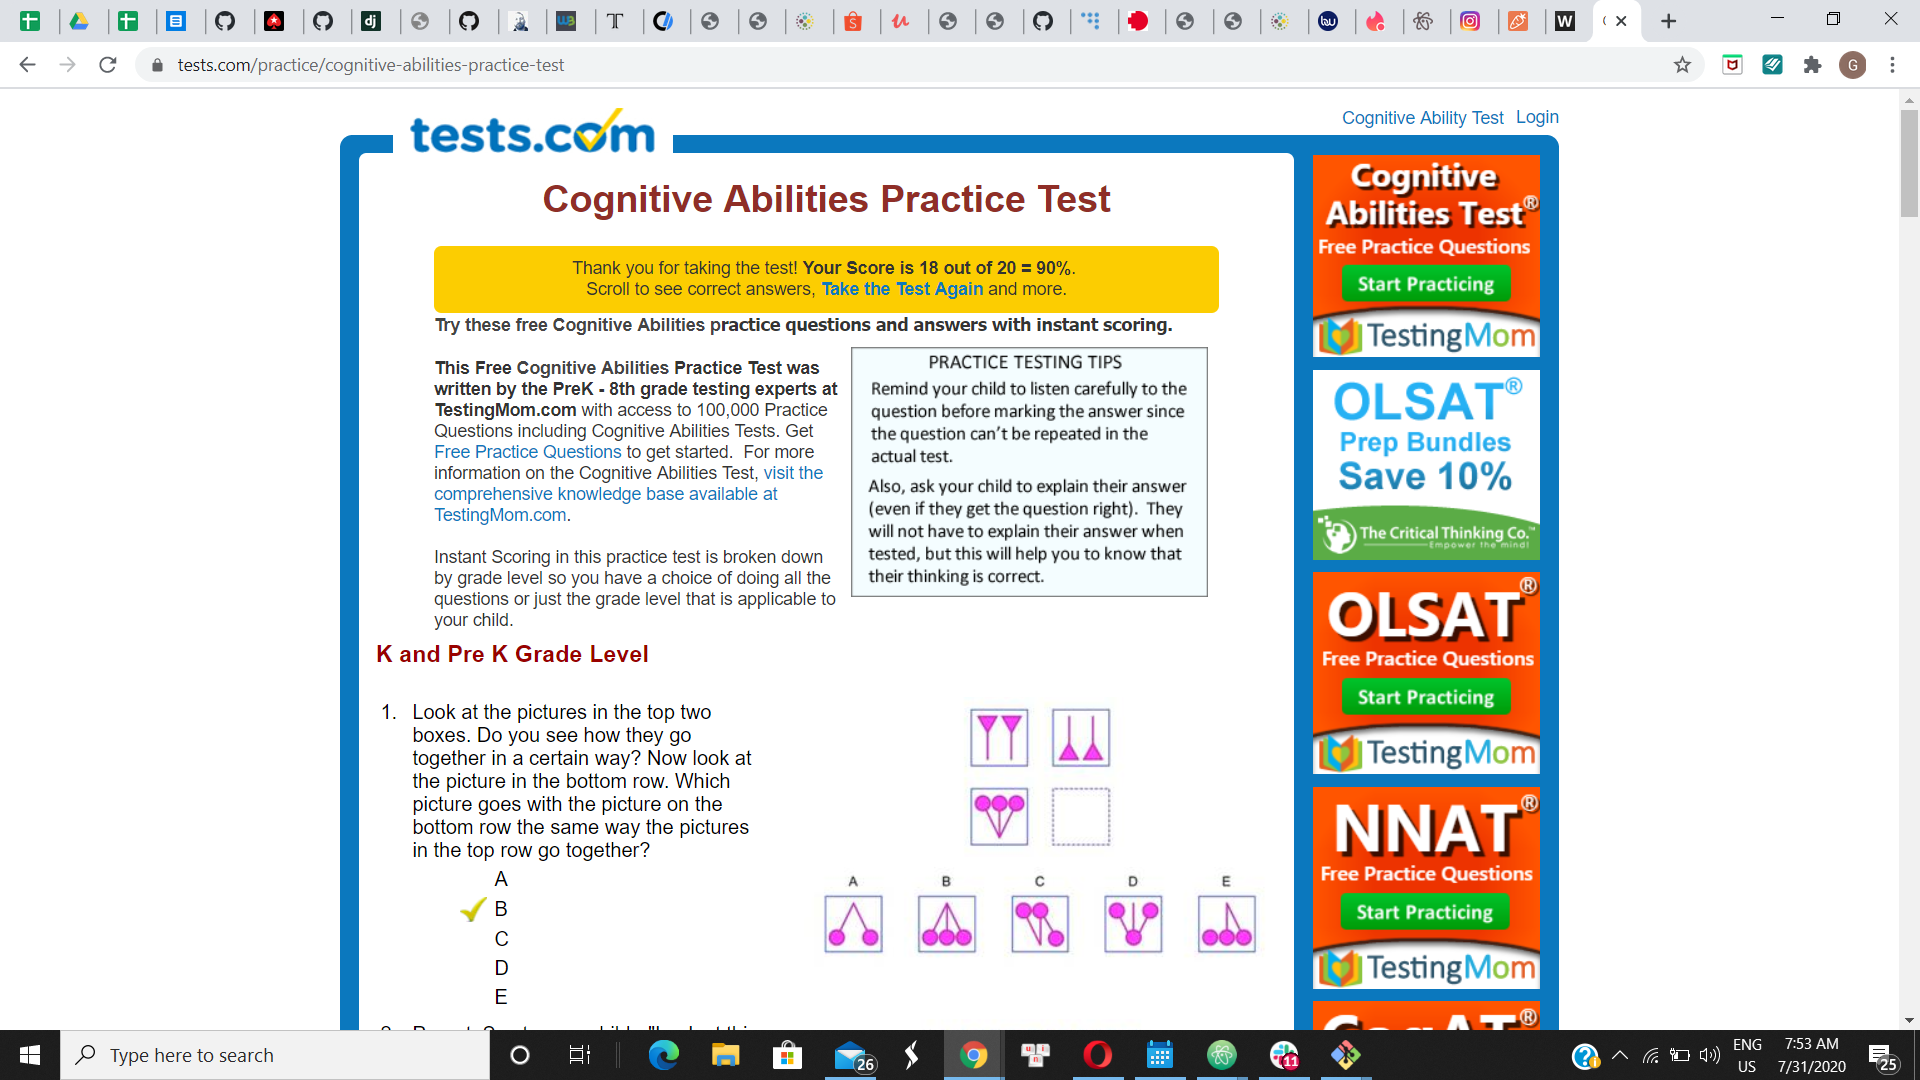 tests.com/practice/cognitive-abilities-practice-test
G
Cognitive Ability Test Login
tests.com
Cognitive Abilities Practice Test
Thank you for taking the test! Your Score is 18 out of 20 = 90%.
Scroll to see correct answers, Take the Test Again and more.
Try these free Cognitive Abilities practice questions and answers with instant scoring.
This Free Cognitive Abilities Practice Test was
written by the PreK - 8th grade testing experts at
TestingMom.com with access to 100,000 Practice
Questions including Cognitive Abilities Tests. Get
Free Practice Questions to get started. For more
information on the Cognitive Abilities Test, visit the
comprehensive knowledge base available at
TestingMom.com.
Instant Scoring in this practice test is broken down
by grade level so you have a choice of doing all the
questions or just the grade level that is applicable to
your child.
PRACTICE TESTING TIPS
Remind your child to listen carefully to the
question before marking the answer since
the question can't be repeated in the
actual test.
Also, ask your child to explain their answer
(even if they get the question right). They
will not have to explain their answer when
tested, but this will help you to know that
their thinking is correct.
K and Pre K Grade Level
1. Look at the pictures in the top two
boxes. Do you see how they go
together in a certain way? Now look at
the picture in the bottom row. Which
picture goes with the picture on the
bottom row the same way the pictures
in the top row go together?
A
B
C
D
E
A B C D E
Cognitive
Abilities Test®
Free Practice Questions
Start Practicing
TestingMom
OLSAT®
Prep Bundles
Save 10%
The Critical Thinking Co.™
Empower the mind!
OLSAT®
Free Practice Questions
Start Practicing
TestingMom
NNAT®
Free Practice Questions
Start Practicing
TestingMom
CogAT®
Type here to search
26
11
ENG
US
7:53 AM
7/31/2020
25